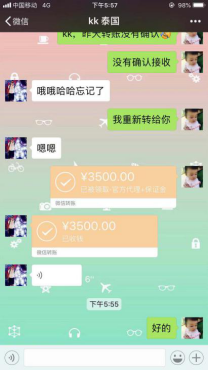 中国移动 4G 下午5:57 98%
微信 kk 泰国
kk，昨天转账没有确认
没有确认接收
哦哦哈哈忘记了
我重新转给你
嗯嗯
¥3500.00
微信转账
¥3500.00
已收钱
微信转账
下午5:55
好的